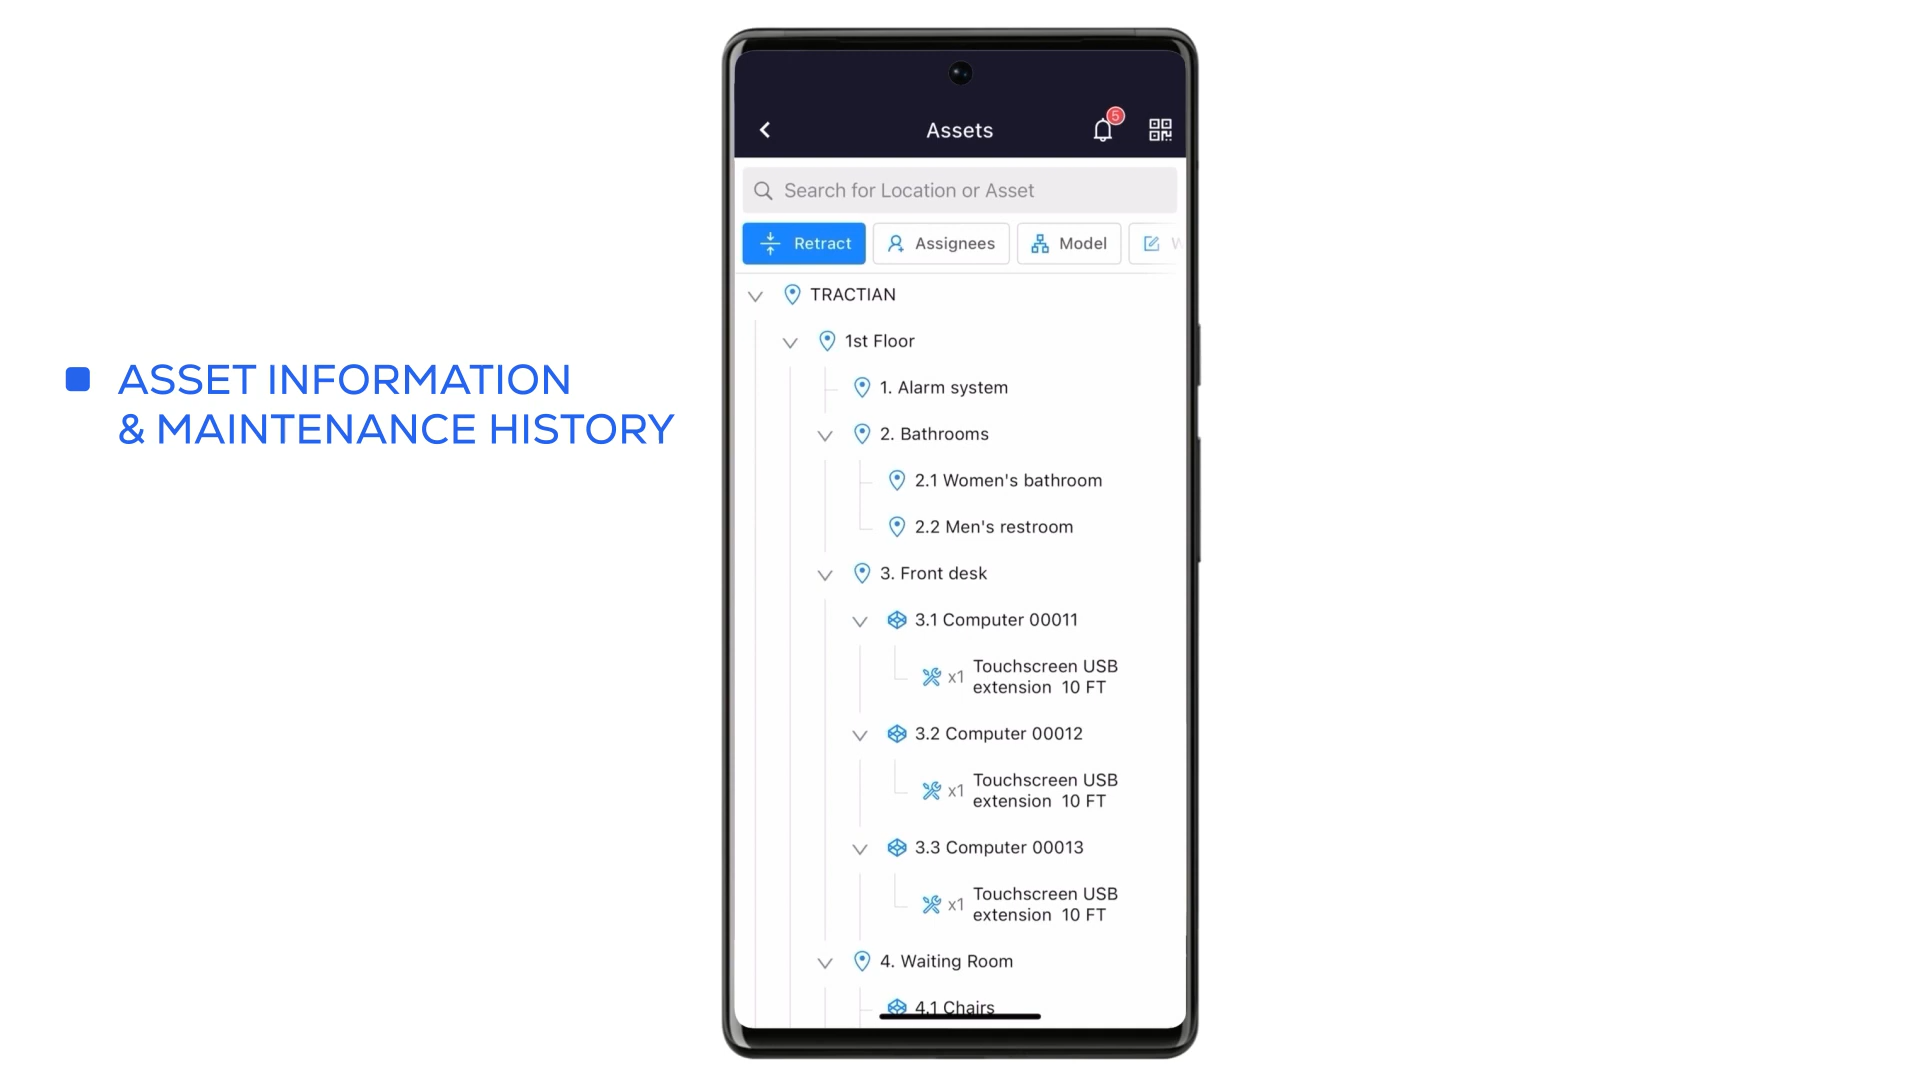 ASSET INFORMATION
& MAINTENANCE HISTORY
Assets
5
Search for Location or Asset
Retract
Assignees
Model
TRACTIAN
1st Floor
1. Alarm system
2. Bathrooms
2.1 Women's bathroom
2.2 Men's restroom
3. Front desk
3.1 Computer 00011
x1 Touchscreen USB
extension 10 FT
3.2 Computer 00012
x1 Touchscreen USB
extension 10 FT
3.3 Computer 00013
x1 Touchscreen USB
extension 10 FT
4. Waiting Room
4.1 Chairs